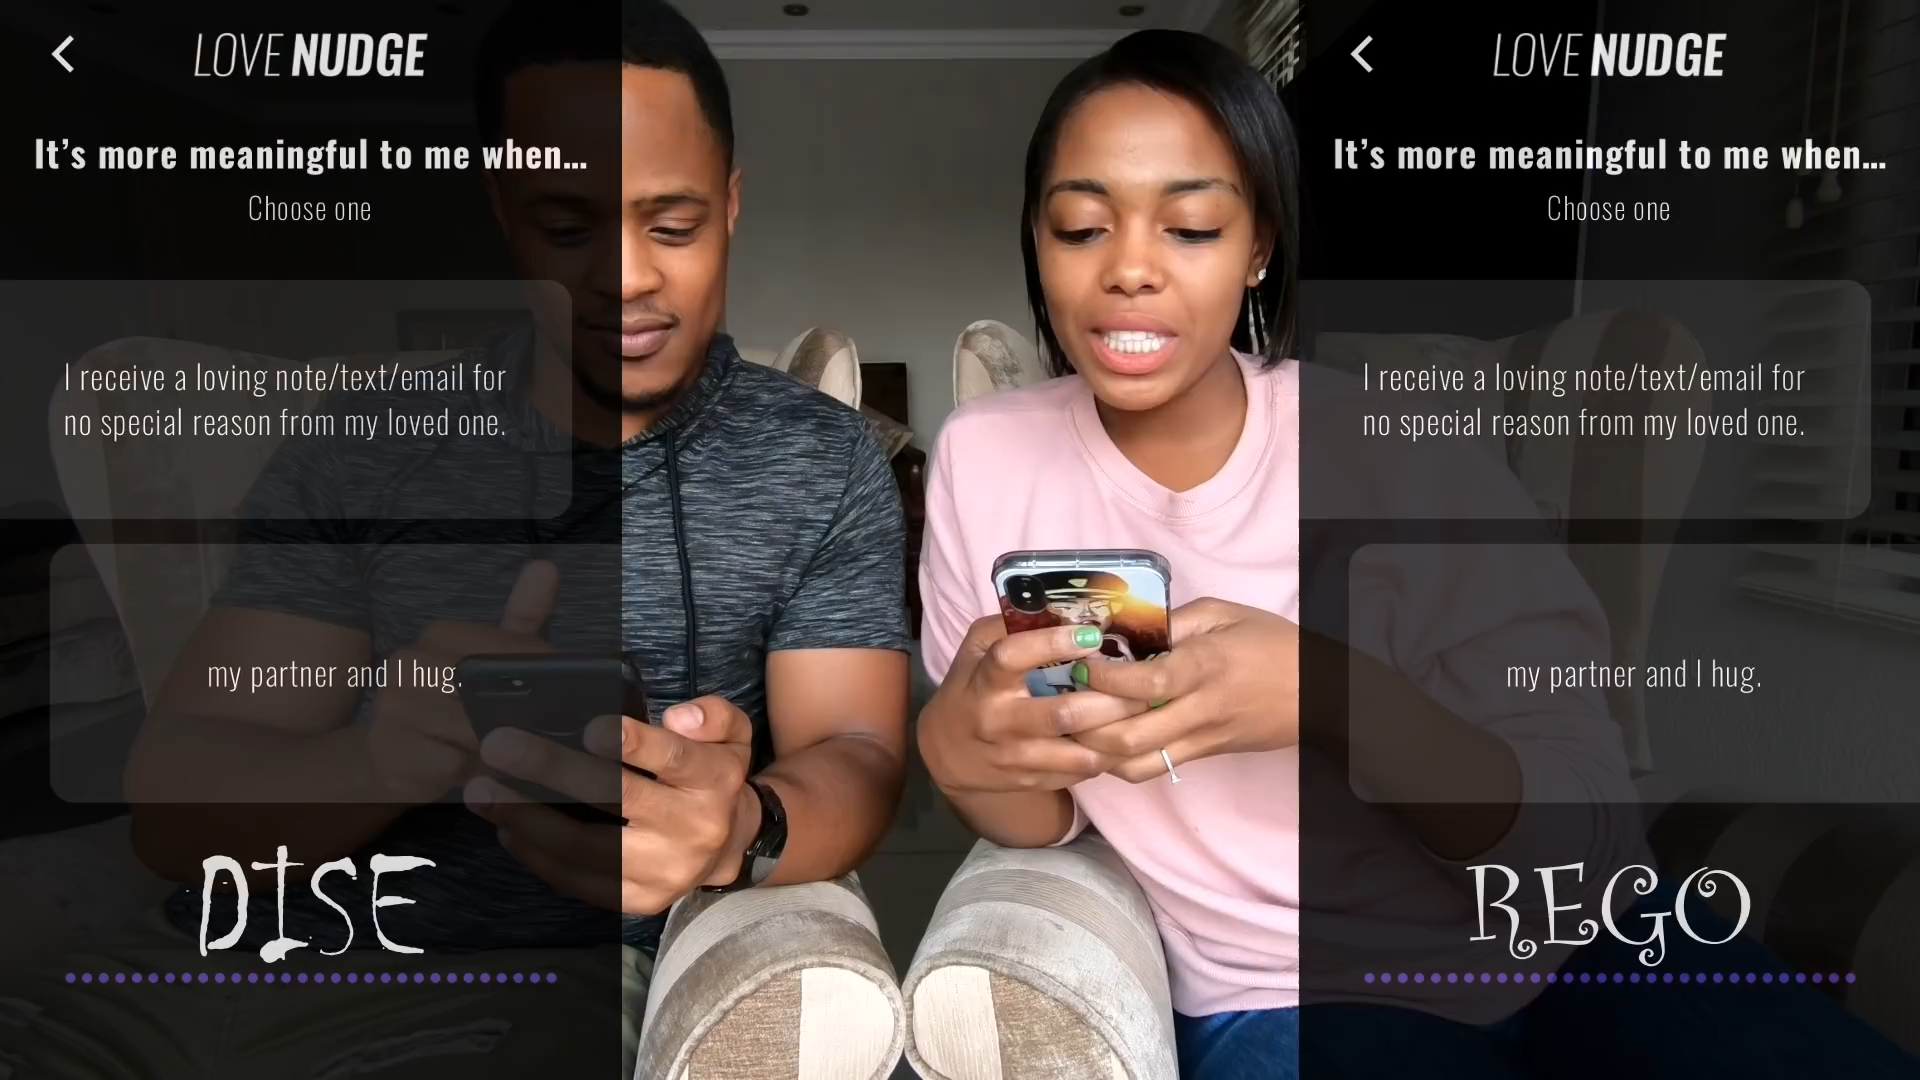 LOVE NUDGE
It’s more meaningful to me when...
Choose one
I receive a loving note/text/email for
no special reason from my loved one.
my partner and I hug.
DISE
LOVE NUDGE
It’s more meaningful to me when...
Choose one
I receive a loving note/text/email for
no special reason from my loved one.
my partner and I hug.
REGO